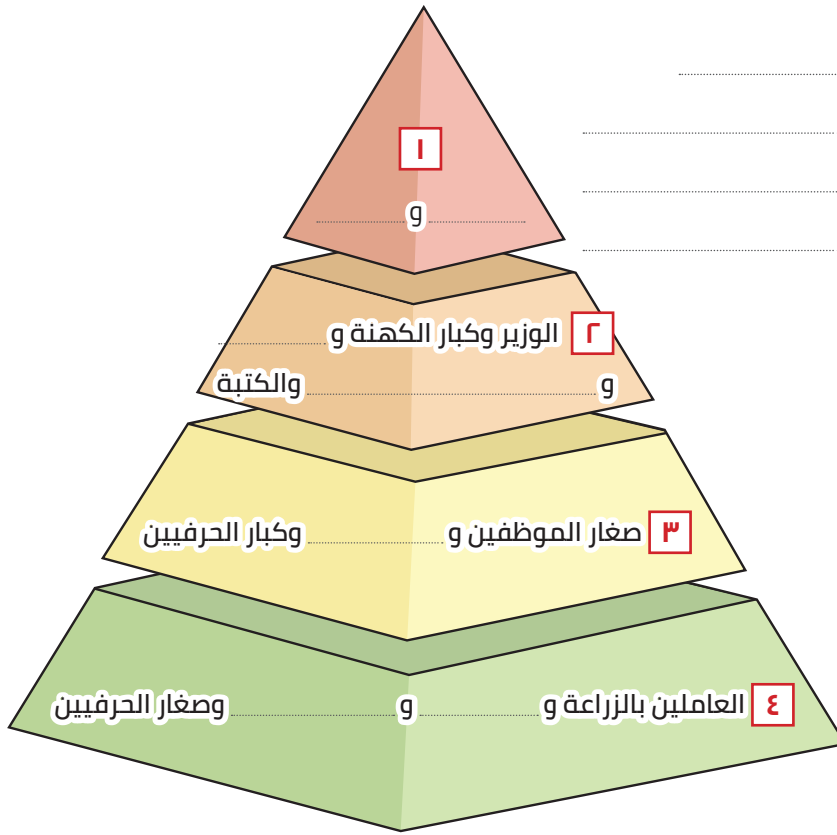 ١
................ و ................
٢ الوزير وكبار الكهنة و ................
و ................ والكتبة
٣ صغار الموظفين و ................ وكبار الحرفيين
٤ العاملين بالزراعة و ................ و ................ وصغار الحرفيين